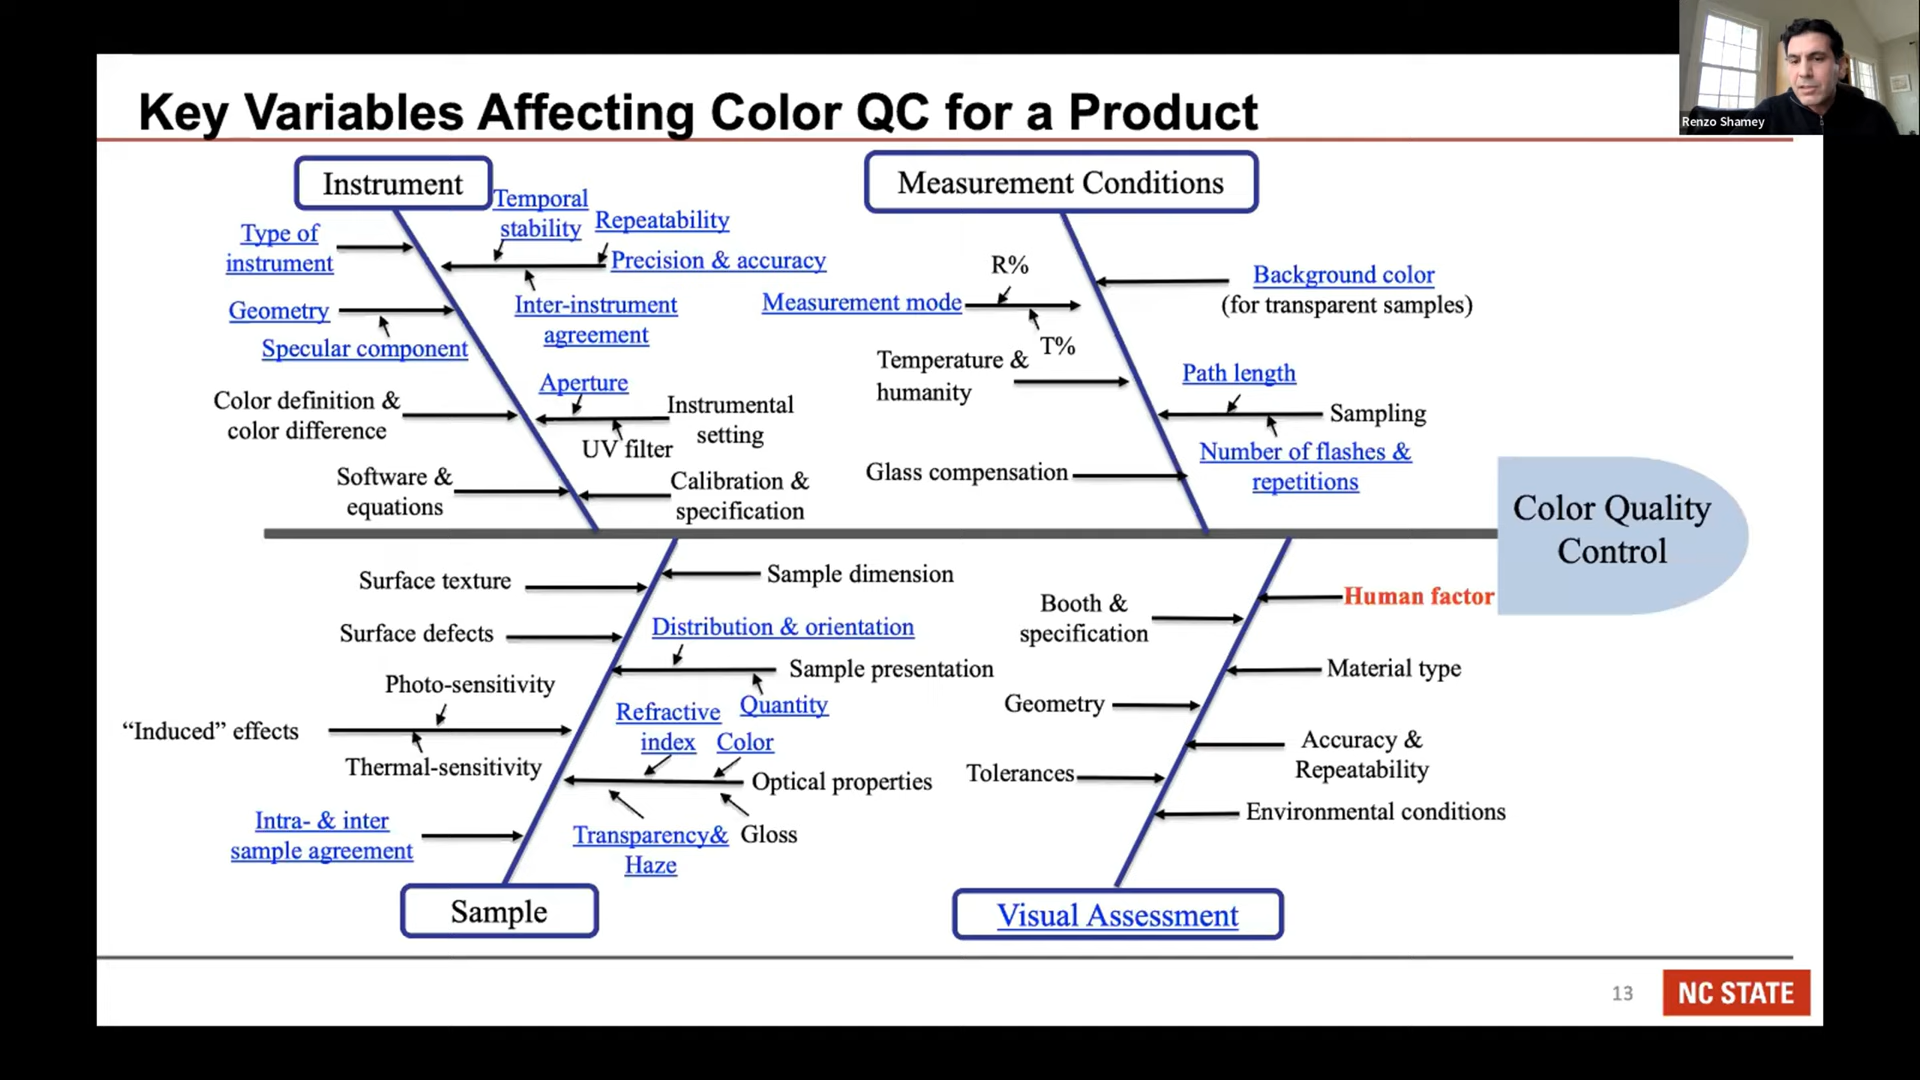 Renzo Shamey
Key Variables Affecting Color QC for a Product
Instrument
Temporal
stability
Repeatability
Precision & accuracy
Inter-instrument
agreement
Type of
instrument
Geometry
Specular component
Color definition &
color difference
Aperture
Instrumental
setting
UV filter
Software &
equations
Calibration &
specification
Measurement Conditions
R%
Measurement mode
T%
Background color
(for transparent samples)
Temperature &
humanity
Path length
Sampling
Number of flashes &
repetitions
Glass compensation
Color Quality
Control
Surface texture
Sample dimension
Surface defects
Distribution & orientation
Sample presentation
Quantity
Photo-sensitivity
“Induced” effects
Thermal-sensitivity
Refractive
index
Color
Optical properties
Transparency&
Haze
Gloss
Intra- & inter
sample agreement
Sample
Human factor
Booth &
specification
Material type
Geometry
Accuracy &
Repeatability
Tolerances
Environmental conditions
Visual Assessment
13
NC STATE